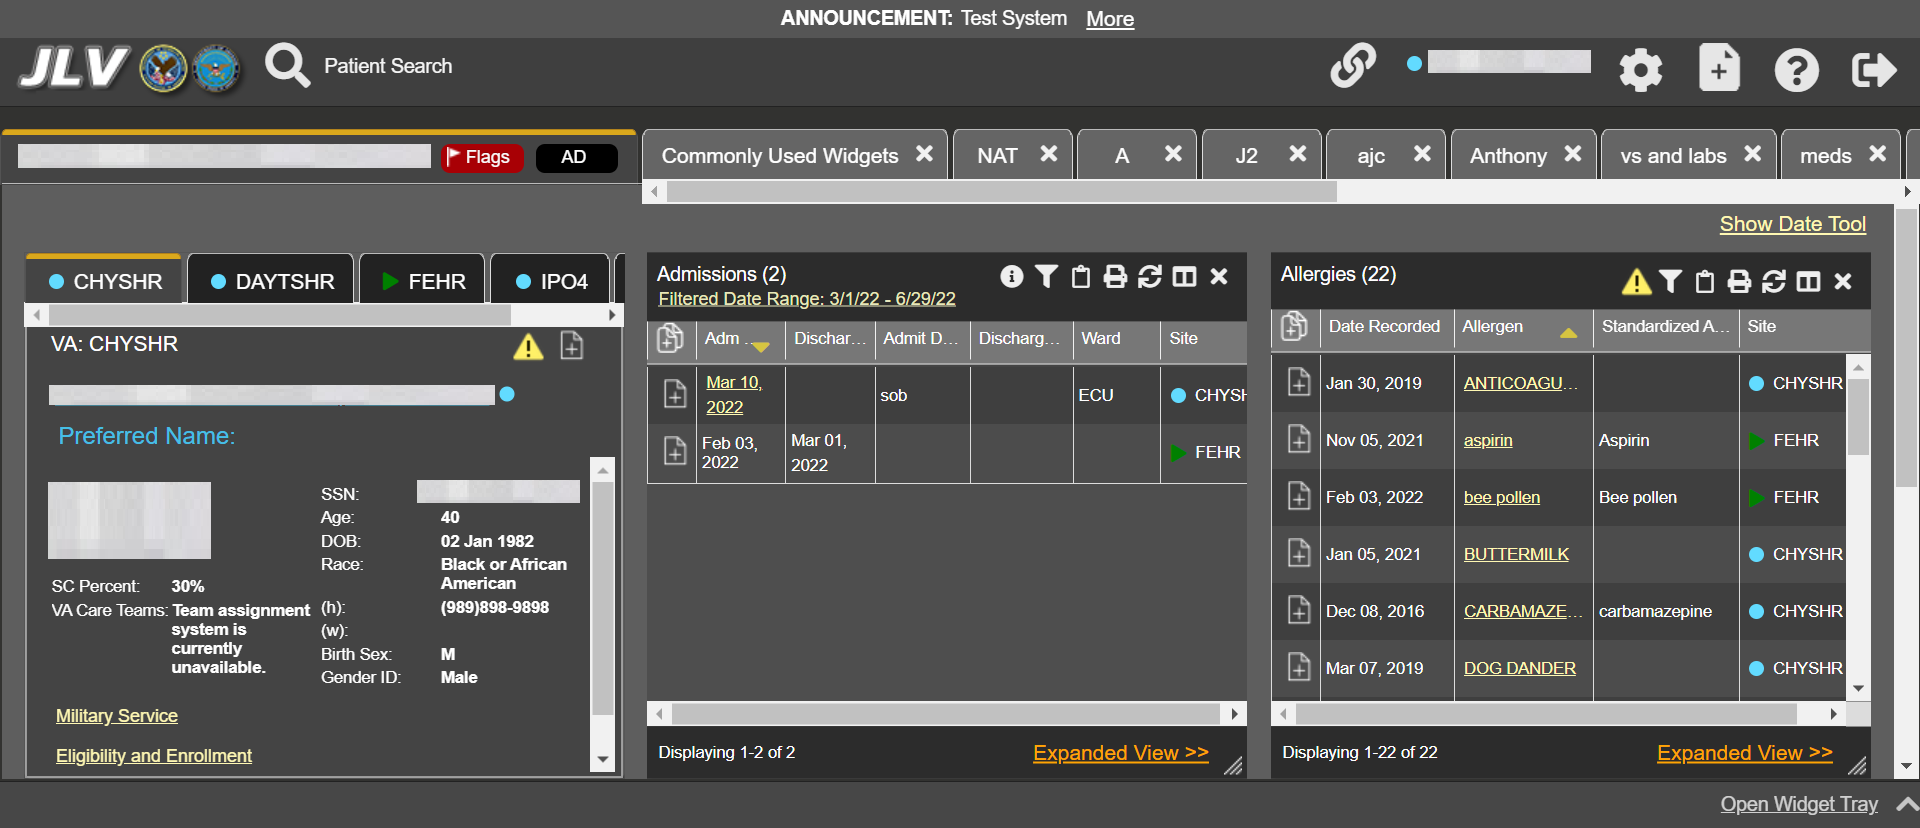 ANNOUNCEMENT: Test System More
JLV Patient Search
Flags AD
Commonly Used Widgets NAT A J2 ajc Anthony vs and labs meds
Show Date Tool
CHYSHR DAYTSHR FEHR IPO4
VA: CHYSHR
Preferred Name:
SSN:
Age: 40
DOB: 02 Jan 1982
Race: Black or African
American
SC Percent: 30%
VA Care Teams: Team assignment
system is
currently
unavailable.
(h): (989)898-9898
(w):
Birth Sex: M
Gender ID: Male
Military Service
Eligibility and Enrollment
Admissions (2)
Filtered Date Range: 3/1/22 - 6/29/22
Adm ... Dischar... Admit D... Discharg... Ward Site
Mar 10,
2022 sob ECU CHYSH
Feb 03,
2022 Mar 01,
2022 FEHR
Displaying 1-2 of 2 Expanded View >>
Allergies (22)
Date Recorded Allergen Standardized A... Site
Jan 30, 2019 ANTICOAGU... CHYSHR
Nov 05, 2021 aspirin Aspirin FEHR
Feb 03, 2022 bee pollen Bee pollen FEHR
Jan 05, 2021 BUTTERMILK CHYSHR
Dec 08, 2016 CARBAMAZE... carbamazepine CHYSHR
Mar 07, 2019 DOG DANDER CHYSHR
Displaying 1-22 of 22 Expanded View >>
Open Widget Tray